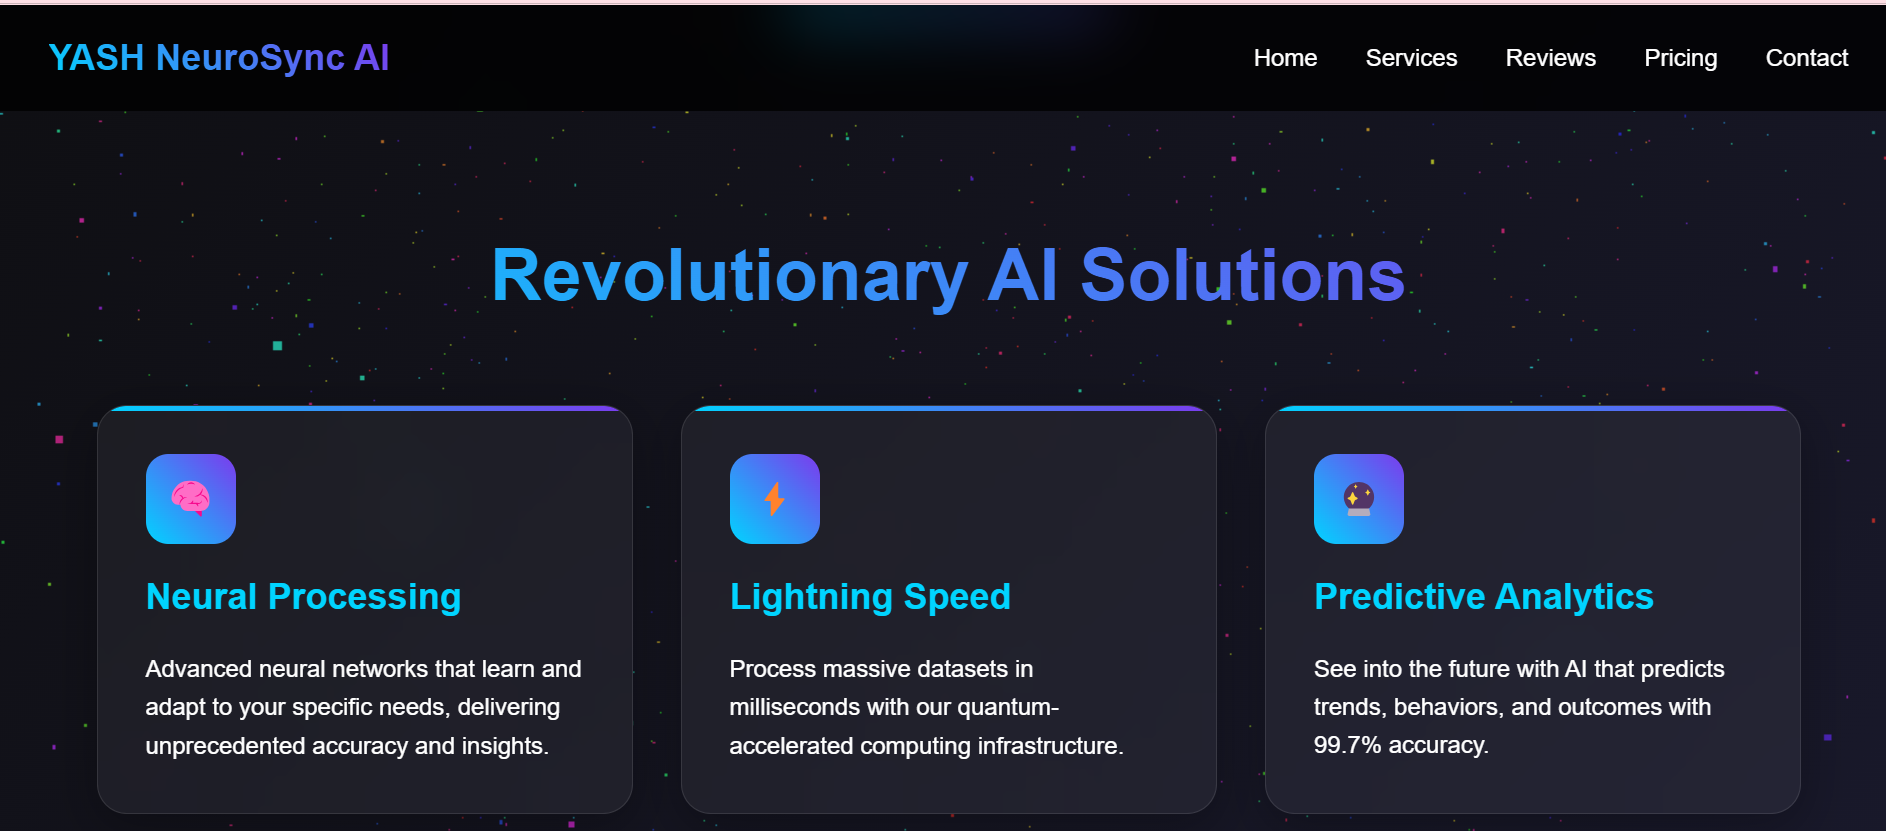 YASH NeuroSync AI
Home
Services
Reviews
Pricing
Contact
Revolutionary AI Solutions
Neural Processing
Advanced neural networks that learn and
adapt to your specific needs, delivering
unprecedented accuracy and insights.
Lightning Speed
Process massive datasets in
milliseconds with our quantum-
accelerated computing infrastructure.
Predictive Analytics
See into the future with AI that predicts
trends, behaviors, and outcomes with
99.7% accuracy.